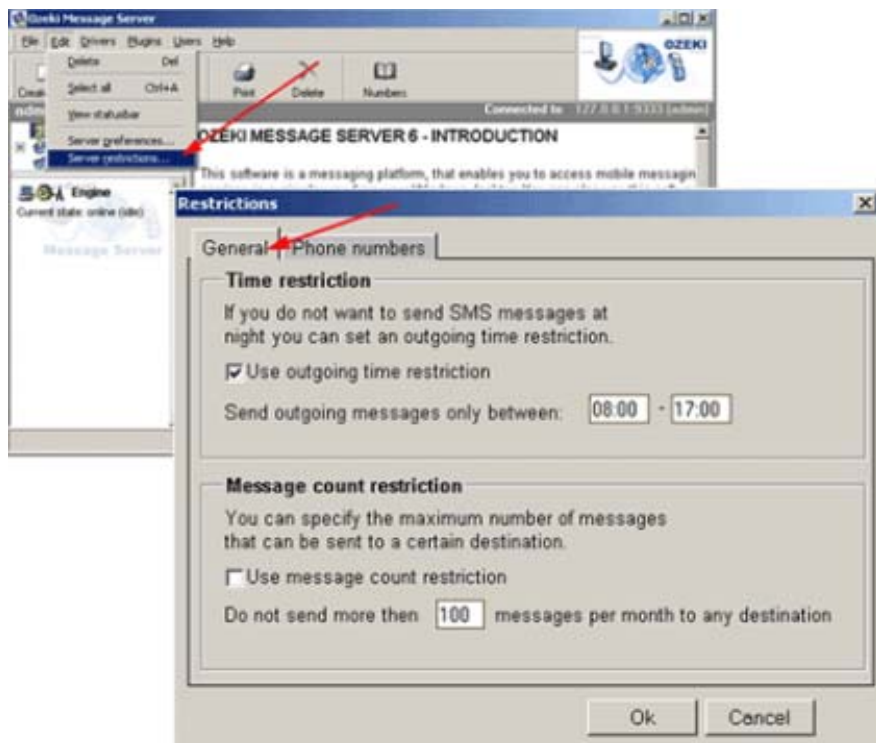 Ozeki Message Server
File Edit Drivers Plugins Users Help
OZEKI
Delete Del
Select all Ctrl+A
View statusbar
Server preferences...
Server restrictions...
Print Delete Numbers
Connected to 127.0.0.1:9333 (admin)
OZEKI MESSAGE SERVER 6 - INTRODUCTION
This software is a messaging platform, that enables you to access mobile messagin
Engine
Current state: online (idle)
Message Server
Restrictions
General Phone numbers
Time restriction
If you do not want to send SMS messages at
night you can set an outgoing time restriction.
Use outgoing time restriction
Send outgoing messages only between: 08:00 - 17:00
Message count restriction
You can specify the maximum number of messages
that can be sent to a certain destination.
Use message count restriction
Do not send more then 100 messages per month to any destination
Ok Cancel